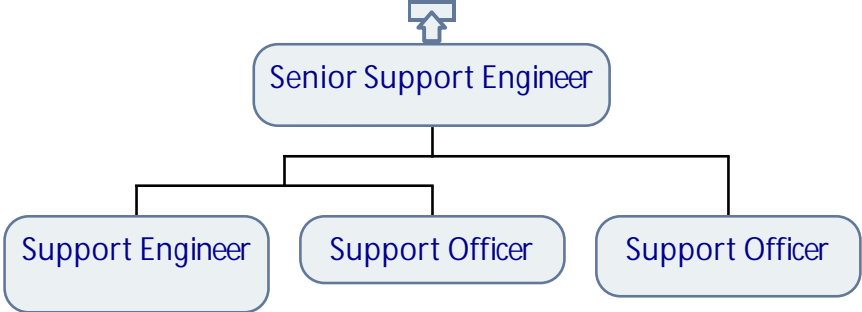 Senior Support Engineer
Support Engineer
Support Officer
Support Officer